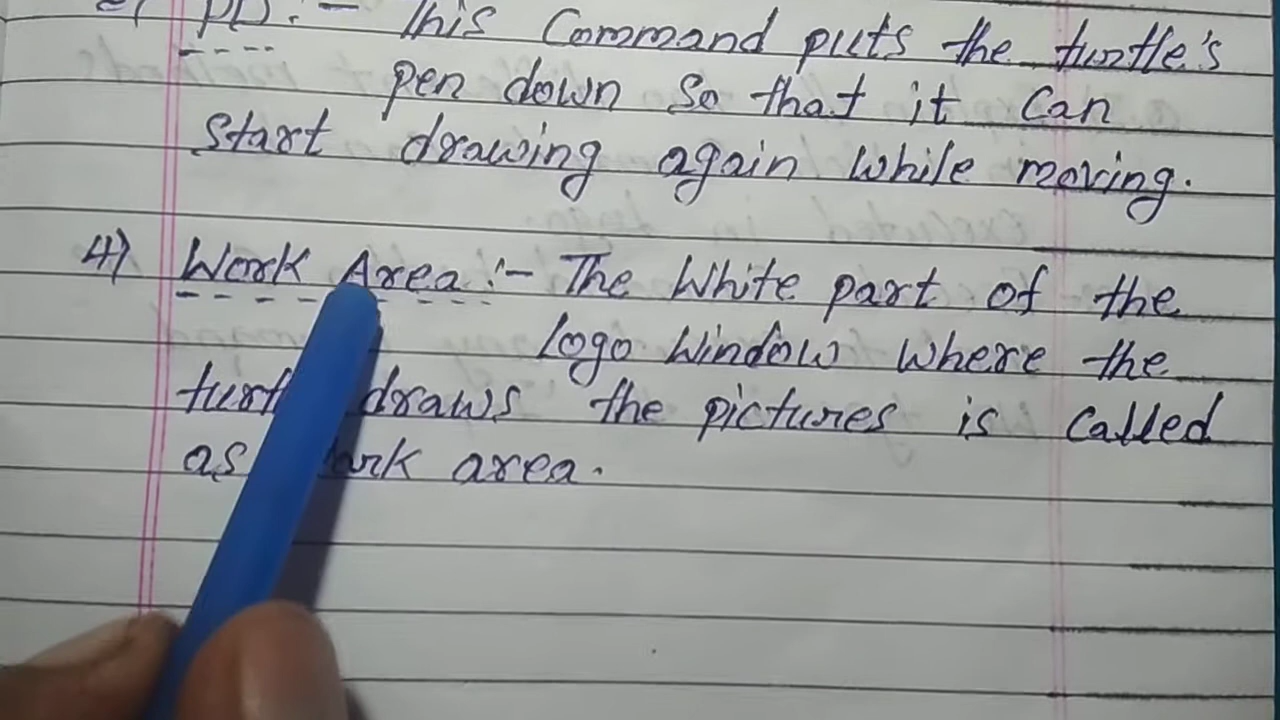 PD:- This Command puts the turtle's
pen down so that it can
start drawing again while moving.
4) Work Area:- The White part of the
logo window where the
draws the pictures is called
as area.